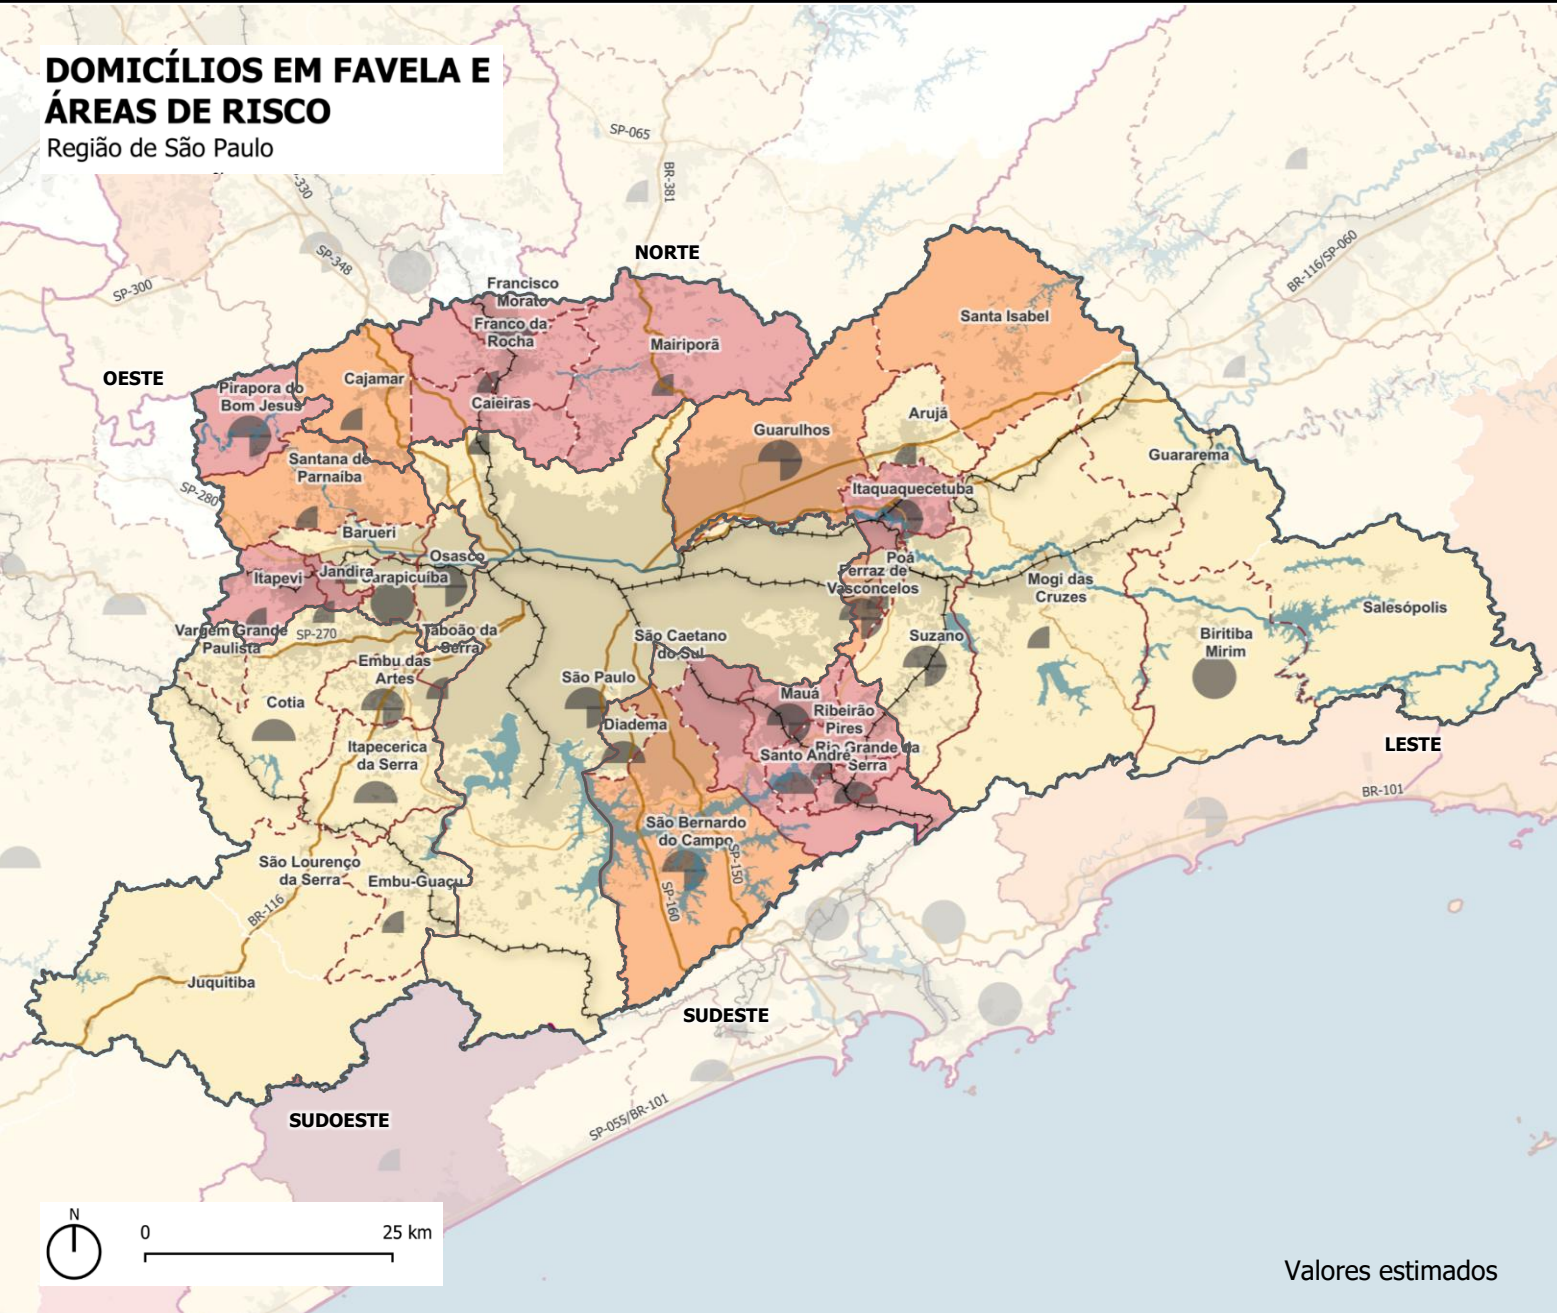 DOMICÍLIOS EM FAVELA E
ÁREAS DE RISCO
Região de São Paulo
SP-065
BR-381
330
SP-348
SP-300
BR-116/SP-060
NORTE
Francisco
Morato
Franco da
Rocha
Mairiporã
Santa Isabel
OESTE
Pirapora do
Bom Jesus
Cajamar
Caieiras
Arujá
Guarulhos
Guararema
Santana de
Parnaíba
Itaquaquecetuba
SP-280
Barueri
Osasco
Poá
Itapevi
Jandira
Carapicuíba
Ferraz de
Vasconcelos
Mogi das
Cruzes
Salesópolis
Vargem Grande
Paulista
SP-270
Taboão da
Serra
São Caetano
do Sul
Suzano
Biritiba
Mirim
Embu das
Artes
São Paulo
Mauá
Cotia
Ribeirão
Pires
Diadema
Itapecerica
da Serra
Santo André
Rio Grande da
Serra
LESTE
BR-101
São Bernardo
do Campo
SP-150
São Lourenço
da Serra
Embu-Guaçu
SP-160
BR-116
Juquitiba
SUDESTE
SUDOESTE
SP-055/BR-101
N
0
25 km
Valores estimados